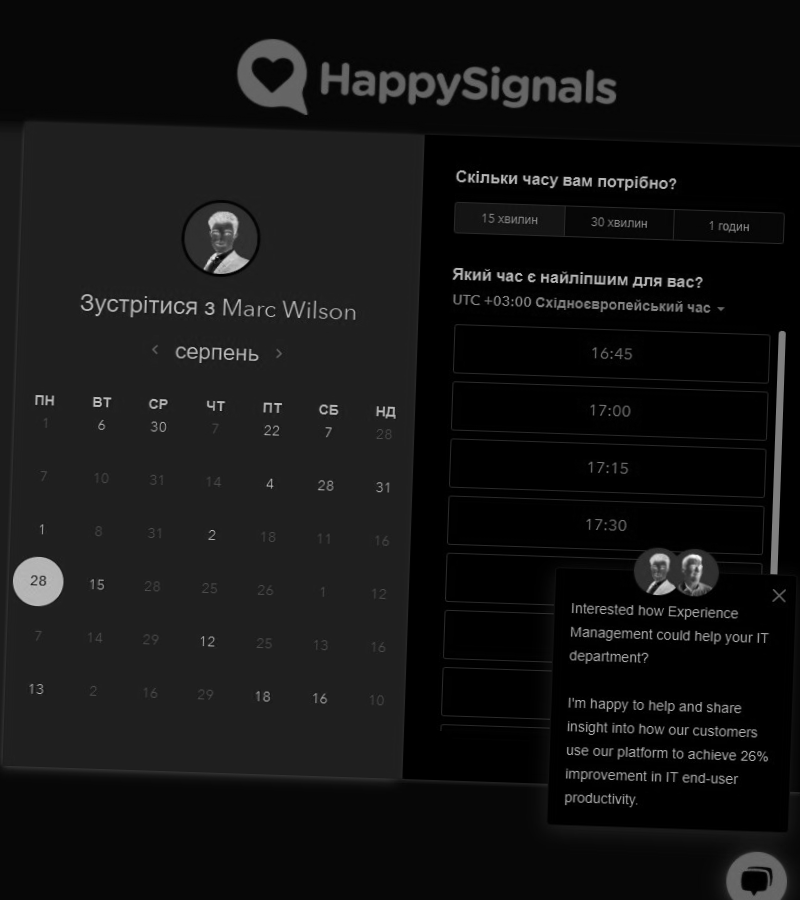 HappySignals
Зустрітися з Marc Wilson
серпень
ПН ВТ СР ЧТ ПТ СБ НД
1 6 30 7 22 7 28
7 10 31 14 4 28 31
1 8 31 2 18 11 16
28 15 28 25 26 1 12
7 14 29 12 25 13 16
13 2 16 29 18 16 10
Скільки часу вам потрібно?
15 хвилин 30 хвилин 1 годин
Який час є найліпшим для вас?
UTC +03:00 Східноєвропейський час
16:45
17:00
17:15
17:30
Interested how Experience
Management could help your IT
department?
I'm happy to help and share
insight into how our customers
use our platform to achieve 26%
improvement in IT end-user
productivity.